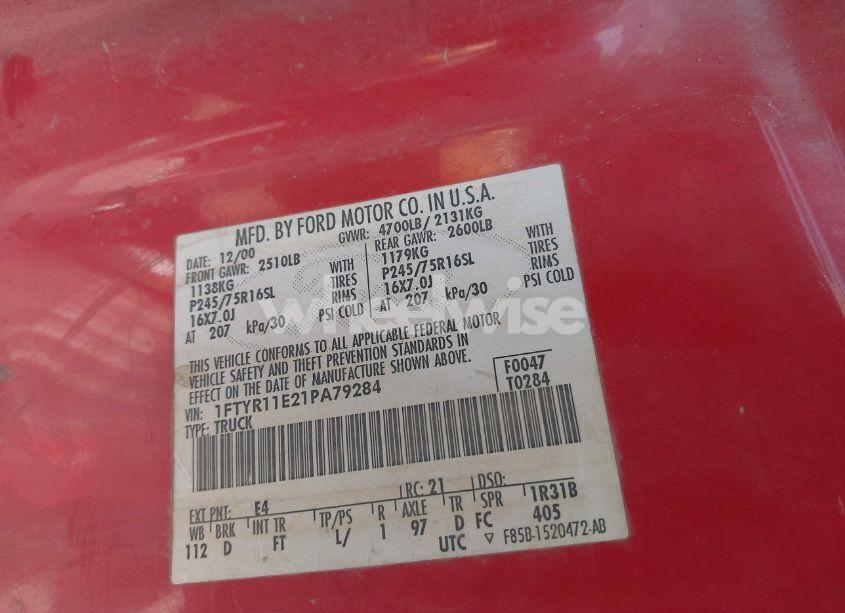 MFD. BY FORD MOTOR CO. IN U.S.A.
DATE: 12/00 GVWR: 4700LB/ 2131KG
FRONT GAWR: 2510LB REAR GAWR: 2600LB
1138KG WITH 1179KG WITH
P245/75R16SL TIRES P245/75R16SL TIRES
16X7.0J RIMS 16X7.0J RIMS
AT 207 kPa/30 PSI COLD AT 207 kPa/30 PSI COLD
THIS VEHICLE CONFORMS TO ALL APPLICABLE FEDERAL MOTOR
VEHICLE SAFETY AND THEFT PREVENTION STANDARDS IN
EFFECT ON THE DATE OF MANUFACTURE SHOWN ABOVE.
VIN: 1FTYR11E21PA79284 F0047
TYPE: TRUCK T0284
EXT PNT: E4 RC: 21 DSO:
WB BRK INT TR TP/PS R AXLE TR SPR 1R31B
112 D FT L/ 1 97 D FC 405
UTC ▽ F85B-1520472-AB
wheelwise